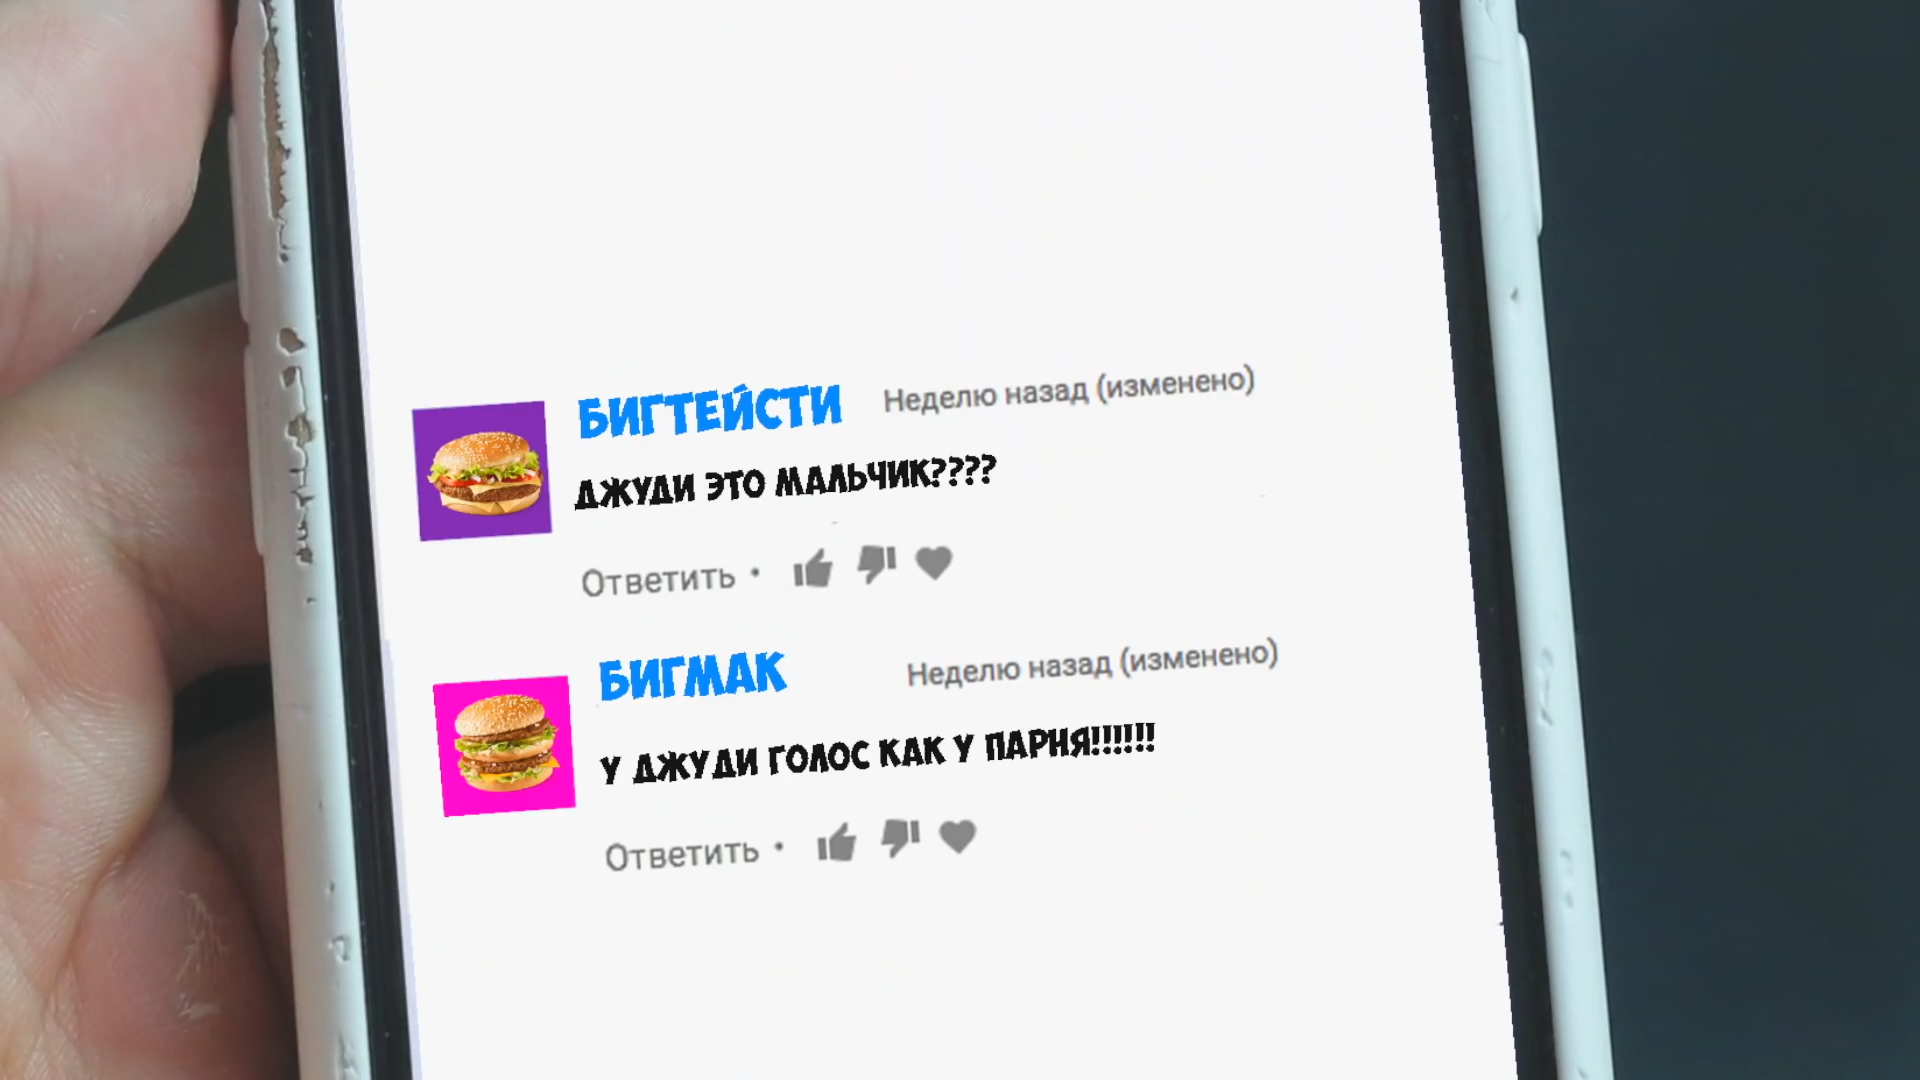 БИГТЕЙСТИ Неделю назад (изменено)
ДЖУДИ ЭТО МАЛЬЧИК????
Ответить •
БИГМАК Неделю назад (изменено)
У ДЖУДИ ГОЛОС КАК У ПАРНЯ!!!!!!
Ответить •